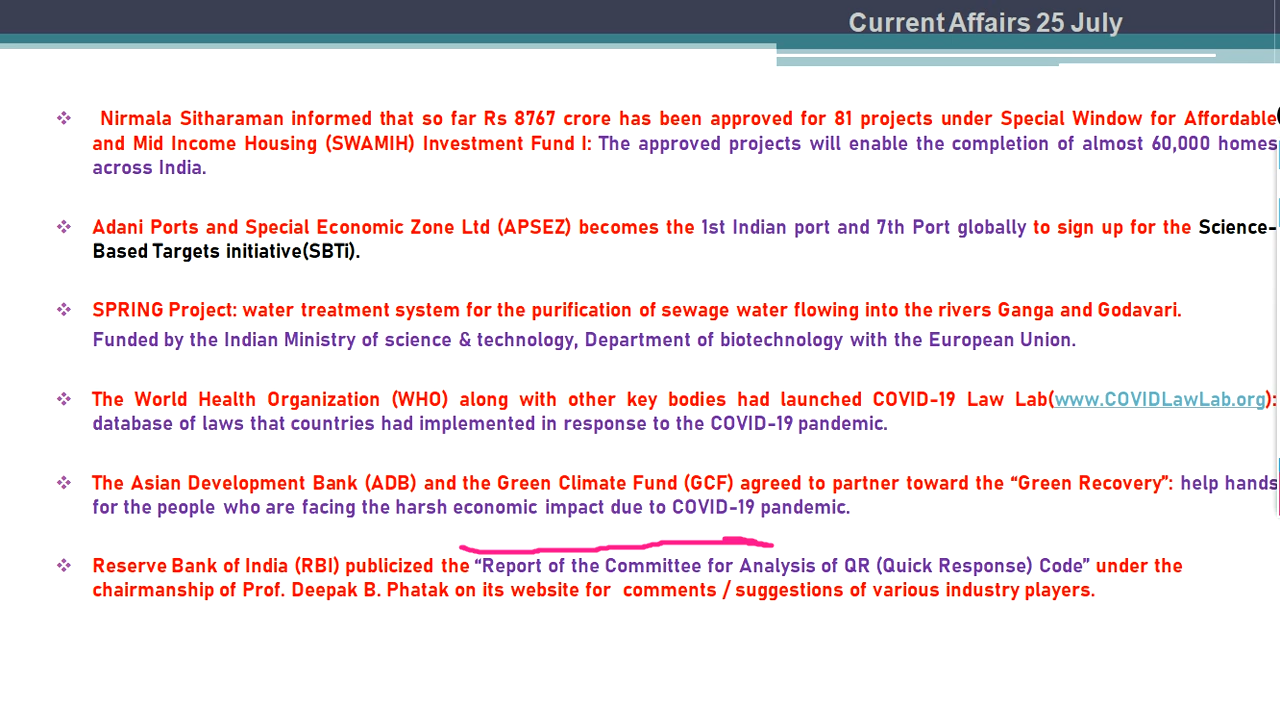 Current Affairs 25 July
Nirmala Sitharaman informed that so far Rs 8767 crore has been approved for 81 projects under Special Window for Affordable
and Mid Income Housing (SWAMIH) Investment Fund I: The approved projects will enable the completion of almost 60,000 homes
across India.
Adani Ports and Special Economic Zone Ltd (APSEZ) becomes the 1st Indian port and 7th Port globally to sign up for the Science-
Based Targets initiative(SBTi).
SPRING Project: water treatment system for the purification of sewage water flowing into the rivers Ganga and Godavari.
Funded by the Indian Ministry of science & technology, Department of biotechnology with the European Union.
The World Health Organization (WHO) along with other key bodies had launched COVID-19 Law Lab(www.COVIDLawLab.org):
database of laws that countries had implemented in response to the COVID-19 pandemic.
The Asian Development Bank (ADB) and the Green Climate Fund (GCF) agreed to partner toward the “Green Recovery”: help hands
for the people who are facing the harsh economic impact due to COVID-19 pandemic.
Reserve Bank of India (RBI) publicized the “Report of the Committee for Analysis of QR (Quick Response) Code” under the
chairmanship of Prof. Deepak B. Phatak on its website for comments / suggestions of various industry players.